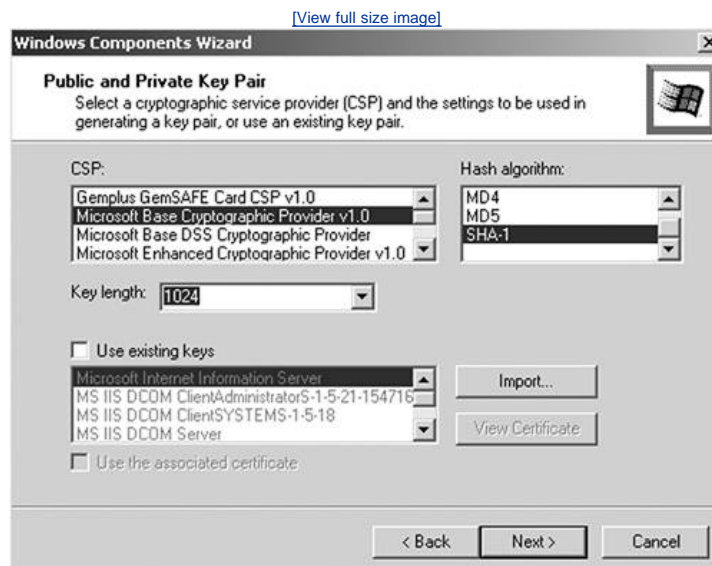 [View full size image]
Windows Components Wizard
Public and Private Key Pair
Select a cryptographic service provider (CSP) and the settings to be used in
generating a key pair, or use an existing key pair.
CSP:
Gemplus GemSAFE Card CSP v1.0
Microsoft Base Cryptographic Provider v1.0
Microsoft Base DSS Cryptographic Provider
Microsoft Enhanced Cryptographic Provider v1.0
Hash algorithm:
MD4
MD5
SHA-1
Key length: 1024
Use existing keys
Microsoft Internet Information Server
MS IIS DCOM ClientAdministratorS-1-5-21-154716
MS IIS DCOM ClientSYSTEMS-1-5-18
MS IIS DCOM Server
Import...
View Certificate
Use the associated certificate
< Back Next > Cancel